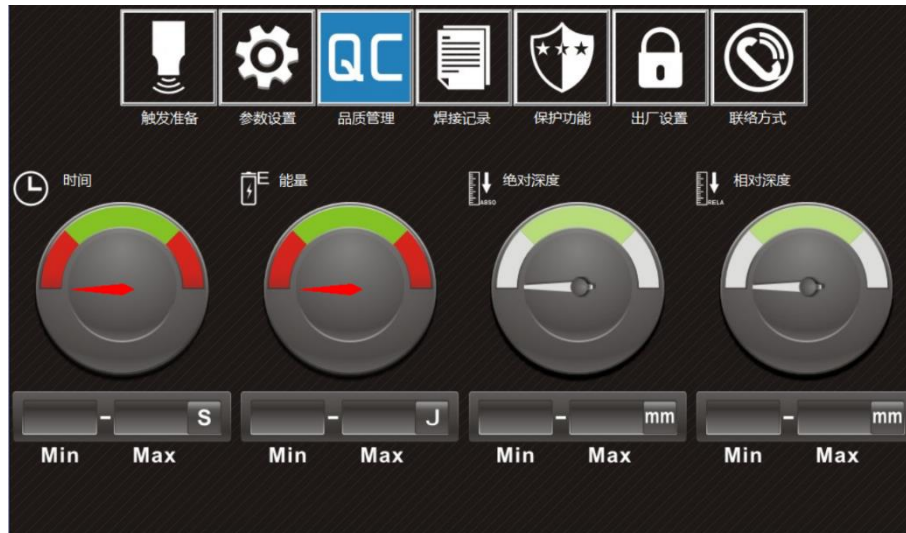 QC
触发准备 参数设置 品质管理 焊接记录 保护功能 出厂设置 联络方式
时间 E 能量 ABSO 绝对深度 RELA 相对深度
- S - J - mm - mm
Min Max Min Max Min Max Min Max